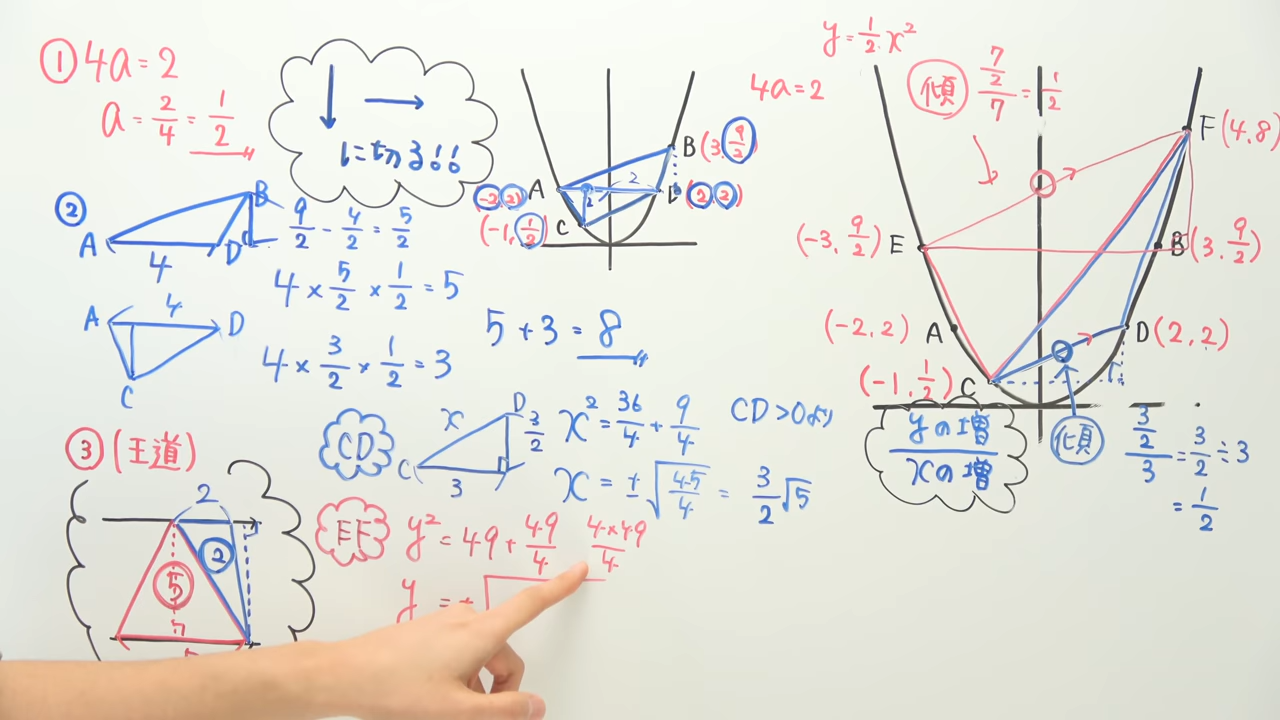 ① 4a = 2
a = 2/4 = 1/2
にたンる!!
② A B D 4
9/2 - 4/2 = 5/2
4 × 5/2 × 1/2 = 5
A 4 D C
4 × 3/2 × 1/2 = 3
5 + 3 = 8
A (-2, 2)
B (3, 9/2)
D (2, 2)
C (-1, 1/2)
2
4a = 2
y = 1/2 x²
傾 7/2 / 7 = 1/2
F (4, 8)
(-3, 9/2) E
B (3, 9/2)
(-2, 2) A
D (2, 2)
(-1, 1/2) C
yの増
xの増
傾
3/2 / 3 = 3/2 ÷ 3
= 1/2
CD
x D 3/2 C 3
x² = 36/4 + 9/4
CD > 0より
x = ± √45/4 = 3/2 √5
③ (王道)
2
②
5
7
EF
y² = 49 + 49/4
4×49/4
y = ±